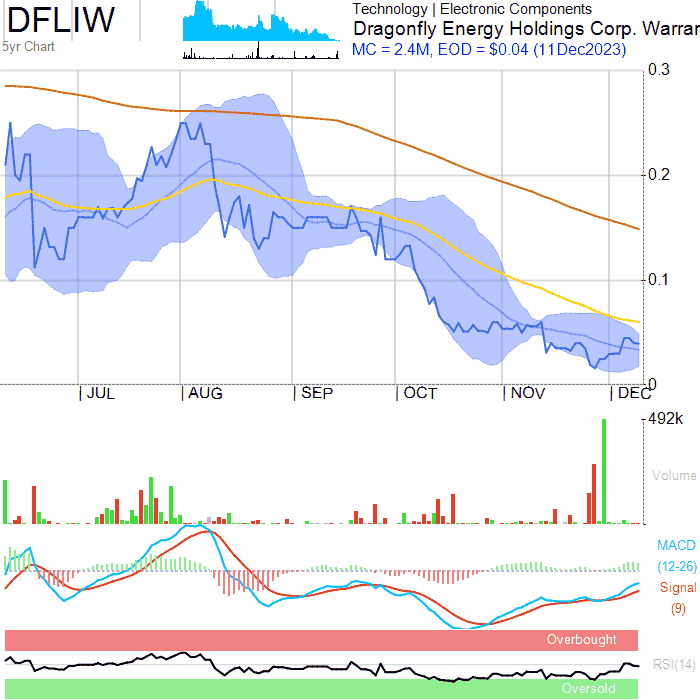 DFLIW
5yr Chart
Technology | Electronic Components
Dragonfly Energy Holdings Corp. Warrar
MC = 2.4M, EOD = $0.04 (11Dec2023)
0.3
0.2
0.1
0
JUL
AUG
SEP
OCT
NOV
DEC
492k
Volume
MACD
(12-26)
Signal
(9)
Overbought
RSI(14)
Oversold